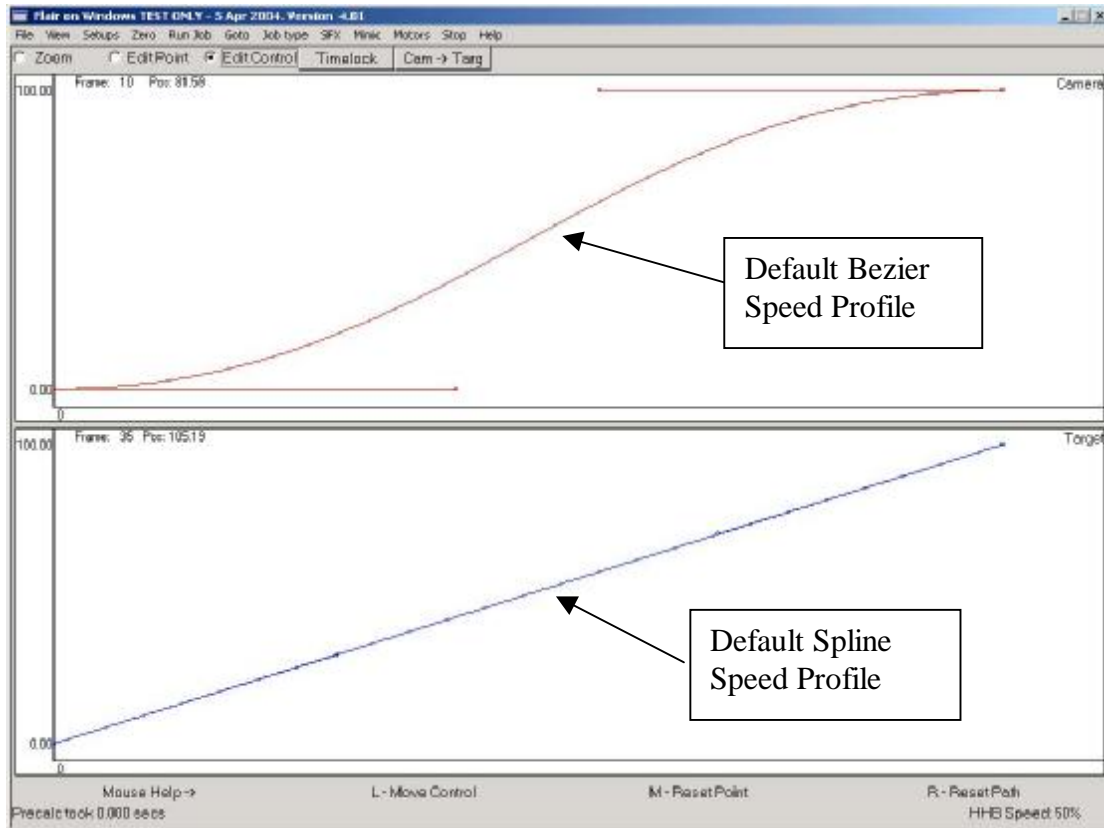 Flair on Windows TEST ONLY - 5 Apr 2004. Version 4.01
File View Setups Zero Run Job Goto Job type SFX Mimic Motors Stop Help
Zoom EditPoint EditControl Timelock Cam -> Targ
Frame: 10 Pos: 81.58
Camera
100.00
Default Bezier
Speed Profile
0.00
0
Frame: 35 Pos: 105.19
Target
100.00
Default Spline
Speed Profile
0.00
0
Mouse Help-> L - Move Control M - Reset Point R - Reset Path
Precalc took 0.000 secs HHB Speed 50%